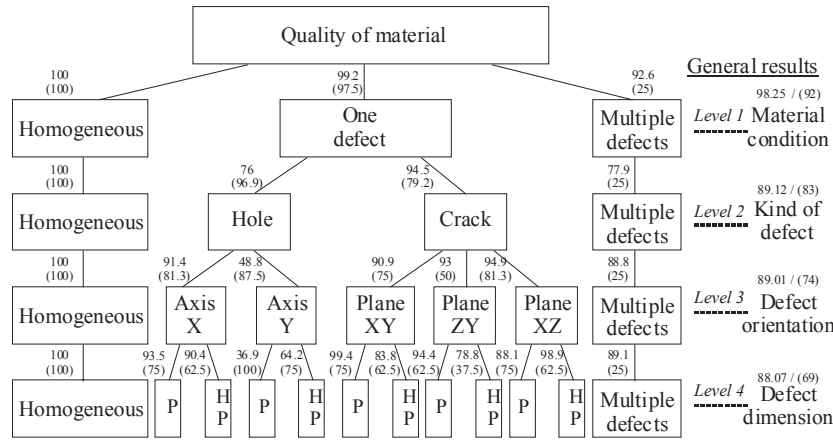 Quality of material
General results
100
(100)
99.2
(97.5)
92.6
(25)
98.25 / (92)
Homogeneous
One
defect
Multiple
defects
Level 1
Material
condition
100
(100)
76
(96.9)
94.5
(79.2)
77.9
(25)
89.12 / (83)
Homogeneous
Hole
Crack
Multiple
defects
Level 2
Kind of
defect
100
(100)
91.4
(81.3)
48.8
(87.5)
90.9
(75)
93
(50)
94.9
(81.3)
88.8
(25)
89.01 / (74)
Homogeneous
Axis
X
Axis
Y
Plane
XY
Plane
ZY
Plane
XZ
Multiple
defects
Level 3
Defect
orientation
100
(100)
93.5
(75)
90.4
(62.5)
36.9
(100)
64.2
(75)
99.4
(75)
83.8
(62.5)
94.4
(62.5)
78.8
(37.5)
88.1
(75)
98.9
(62.5)
89.1
(25)
88.07 / (69)
Homogeneous
P
H
P
P
H
P
P
H
P
P
H
P
P
H
P
Multiple
defects
Level 4
Defect
dimension